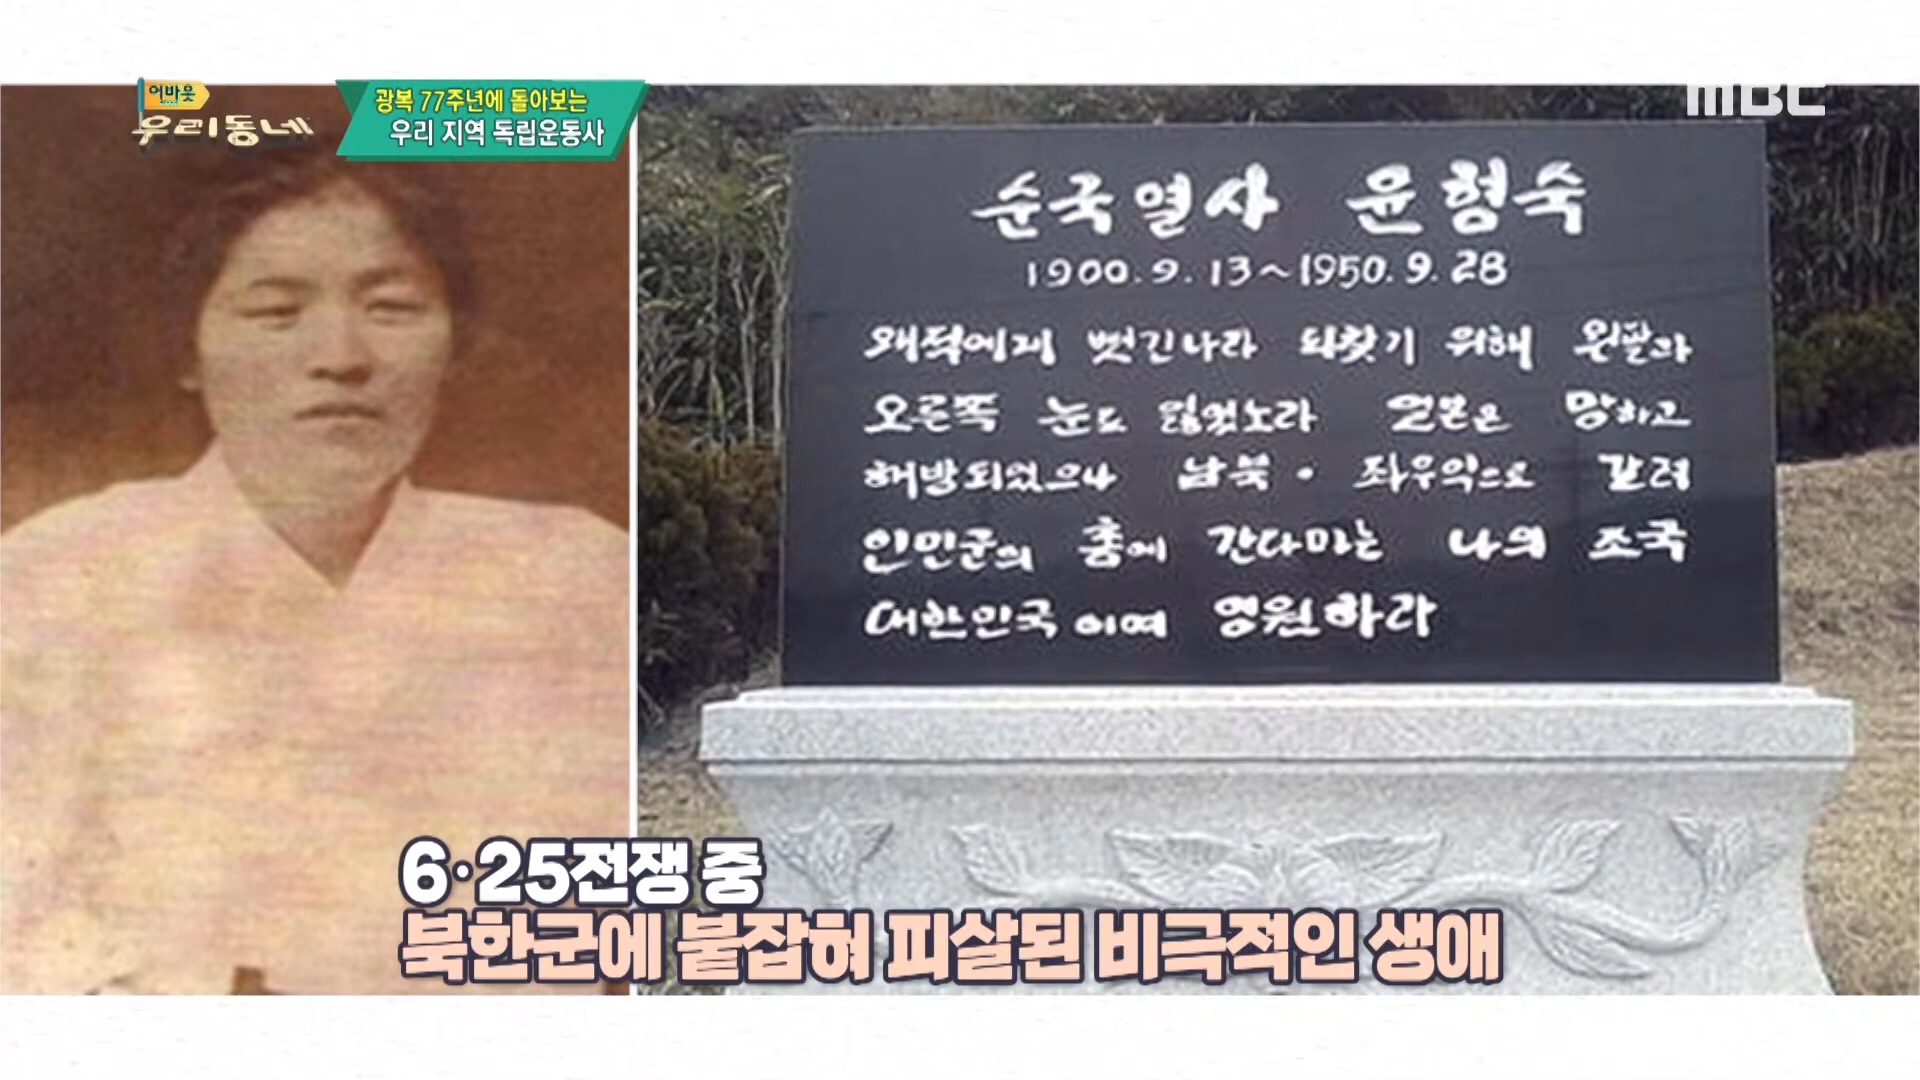 어바웃
우리동네
광복 77주년에 돌아보는
우리 지역 독립운동사
MBC
순국열사 윤형숙
1900.9.13~1950.9.28
왜적에게 빼앗긴나라 되찾기 위해 왼팔과
오른쪽 눈도 잃었노라 일본은 망하고
해방되었으나 남북·좌우익으로 갈려
인민군의 총에 간다마는 나의 조국
대한민국이여 영원하라
6·25전쟁 중
북한군에 붙잡혀 피살된 비극적인 생애